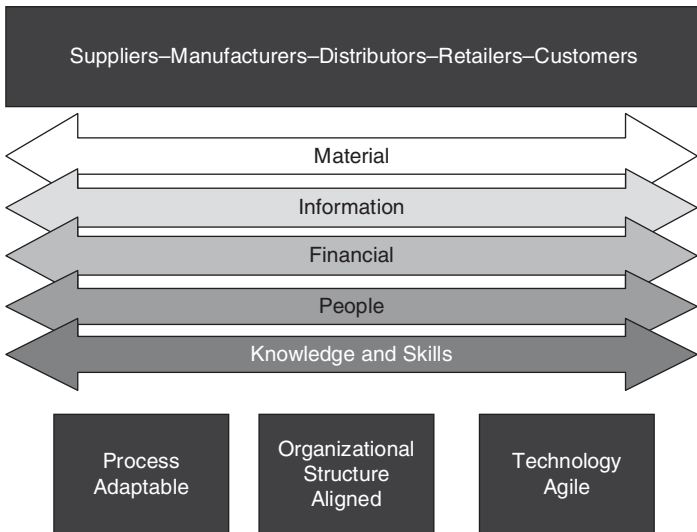 Suppliers–Manufacturers–Distributors–Retailers–Customers
Material
Information
Financial
People
Knowledge and Skills
Process
Adaptable
Organizational
Structure
Aligned
Technology
Agile